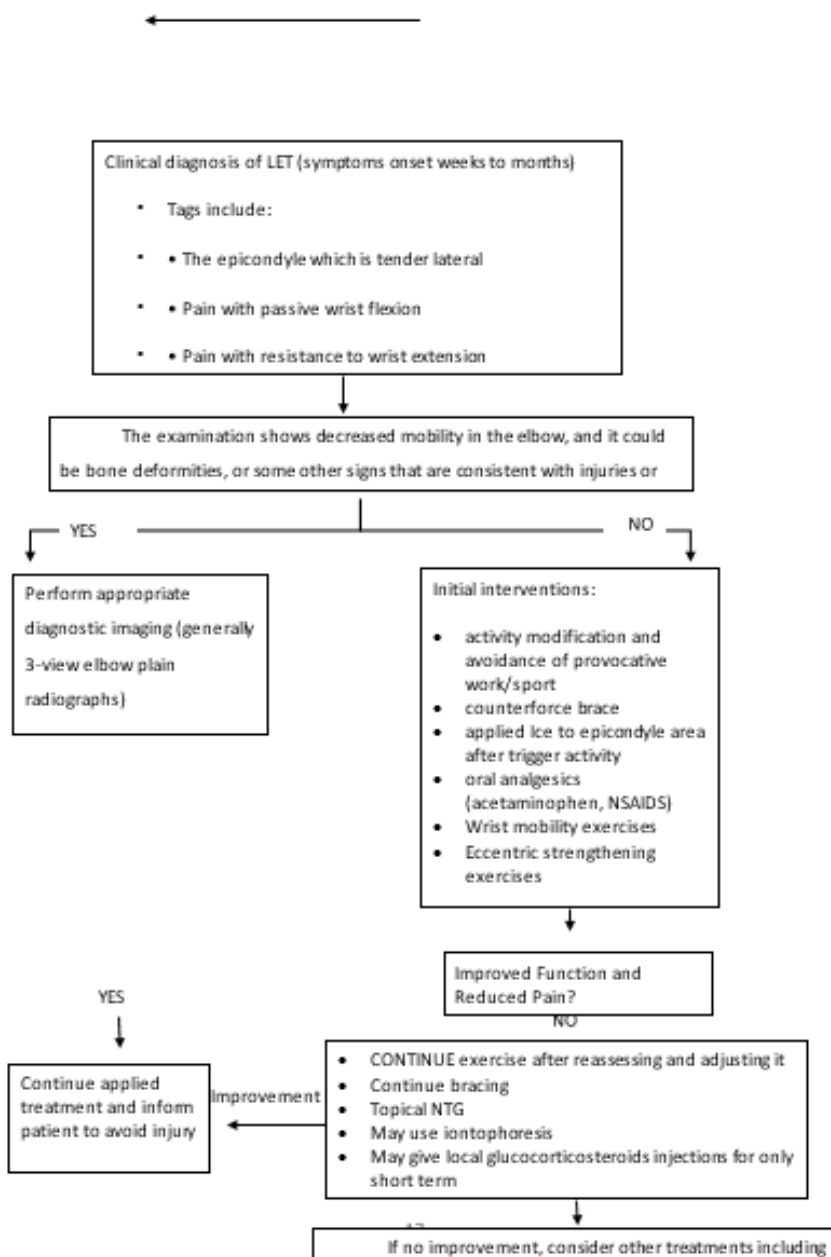 Clinical diagnosis of LET (symptoms onset weeks to months)
Tags include:
• The epicondyle which is tender lateral
• Pain with passive wrist flexion
• Pain with resistance to wrist extension
The examination shows decreased mobility in the elbow, and it could
be bone deformities, or some other signs that are consistent with injuries or
YES
NO
Perform appropriate
diagnostic imaging (generally
3-view elbow plain
radiographs)
Initial interventions:
• activity modification and
avoidance of provocative
work/sport
• counterforce brace
• applied Ice to epicondyle area
after trigger activity
• oral analgesics
(acetaminophen, NSAIDS)
• Wrist mobility exercises
• Eccentric strengthening
exercises
Improved Function and
Reduced Pain?
YES
NO
Continue applied
treatment and inform
patient to avoid injury
Improvement
• CONTINUE exercise after reassessing and adjusting it
• Continue bracing
• Topical NTG
• May use iontophoresis
• May give local glucocorticosteroids injections for only
short term
If no improvement, consider other treatments including